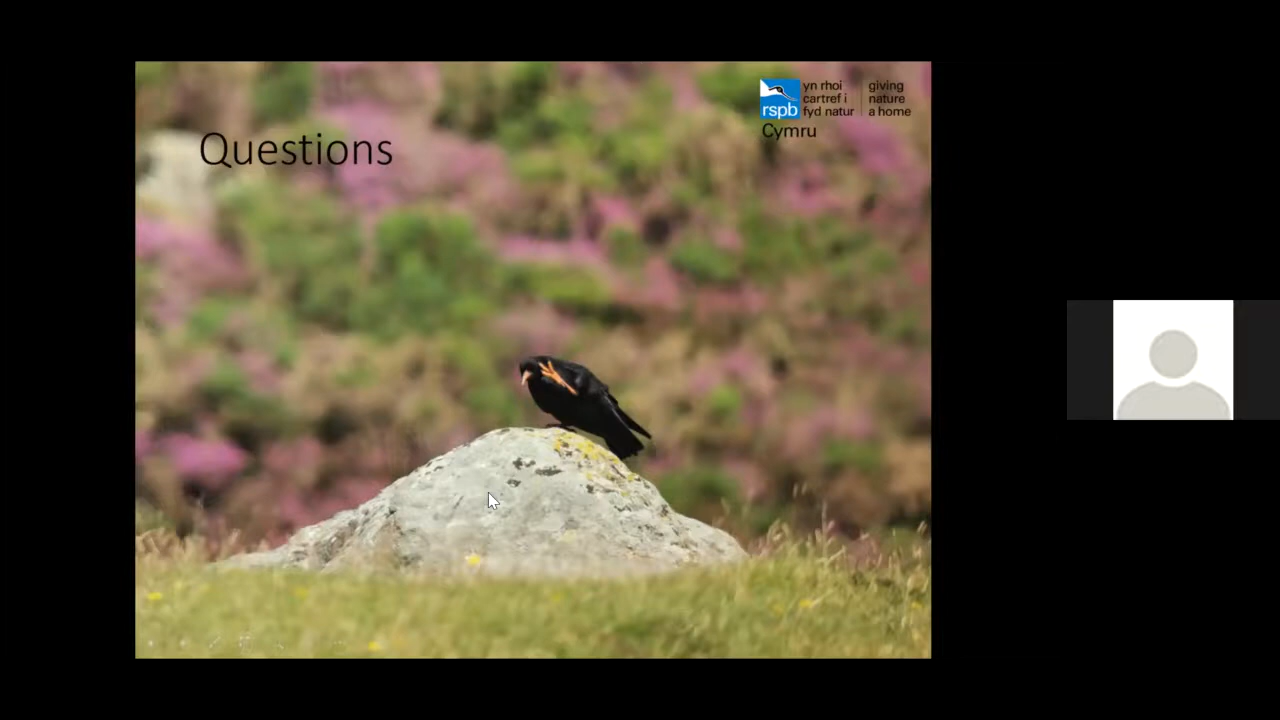 Questions
rspb
Cymru
yn rhoi
cartref i
fyd natur
giving
nature
a home